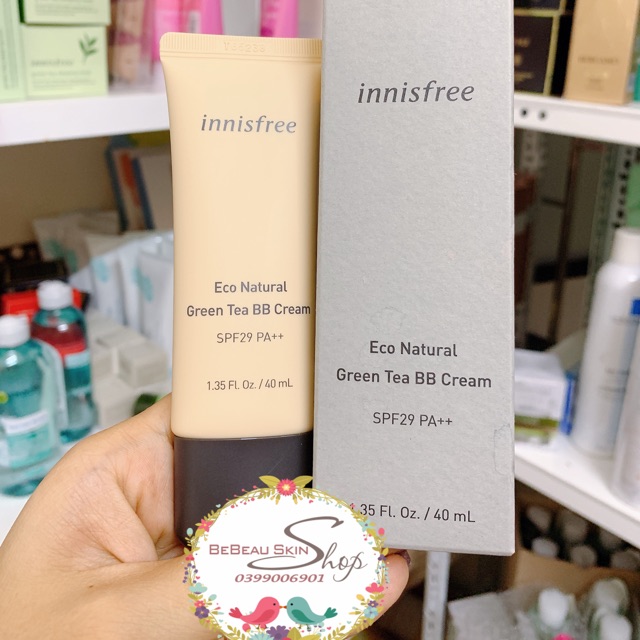 innisfree
Eco Natural
Green Tea BB Cream
SPF29 PA++
1.35 Fl. Oz. / 40 mL
innisfree
Eco Natural
Green Tea BB Cream
SPF29 PA++
1.35 Fl. Oz. / 40 mL
BEBEAU SKIN Shop
0399006901